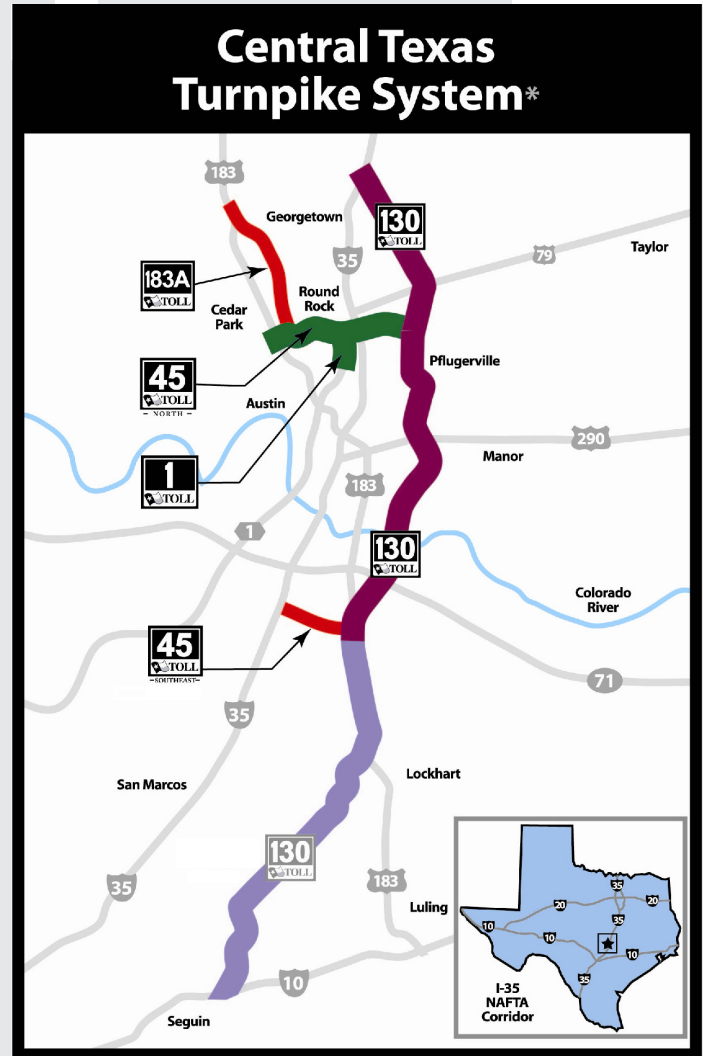 Central Texas
Turnpike System*
183
Georgetown
130
TOLL
35
79
Taylor
183A
TOLL
Round
Rock
Cedar
Park
45
TOLL
NORTH
Pflugerville
Austin
290
Manor
1
TOLL
183
1
130
TOLL
Colorado
River
45
TOLL
SOUTHEAST
71
35
San Marcos
Lockhart
130
TOLL
35
183
Luling
10
Seguin
35
20
20
35
10
10
10
35
I-35
NAFTA
Corridor